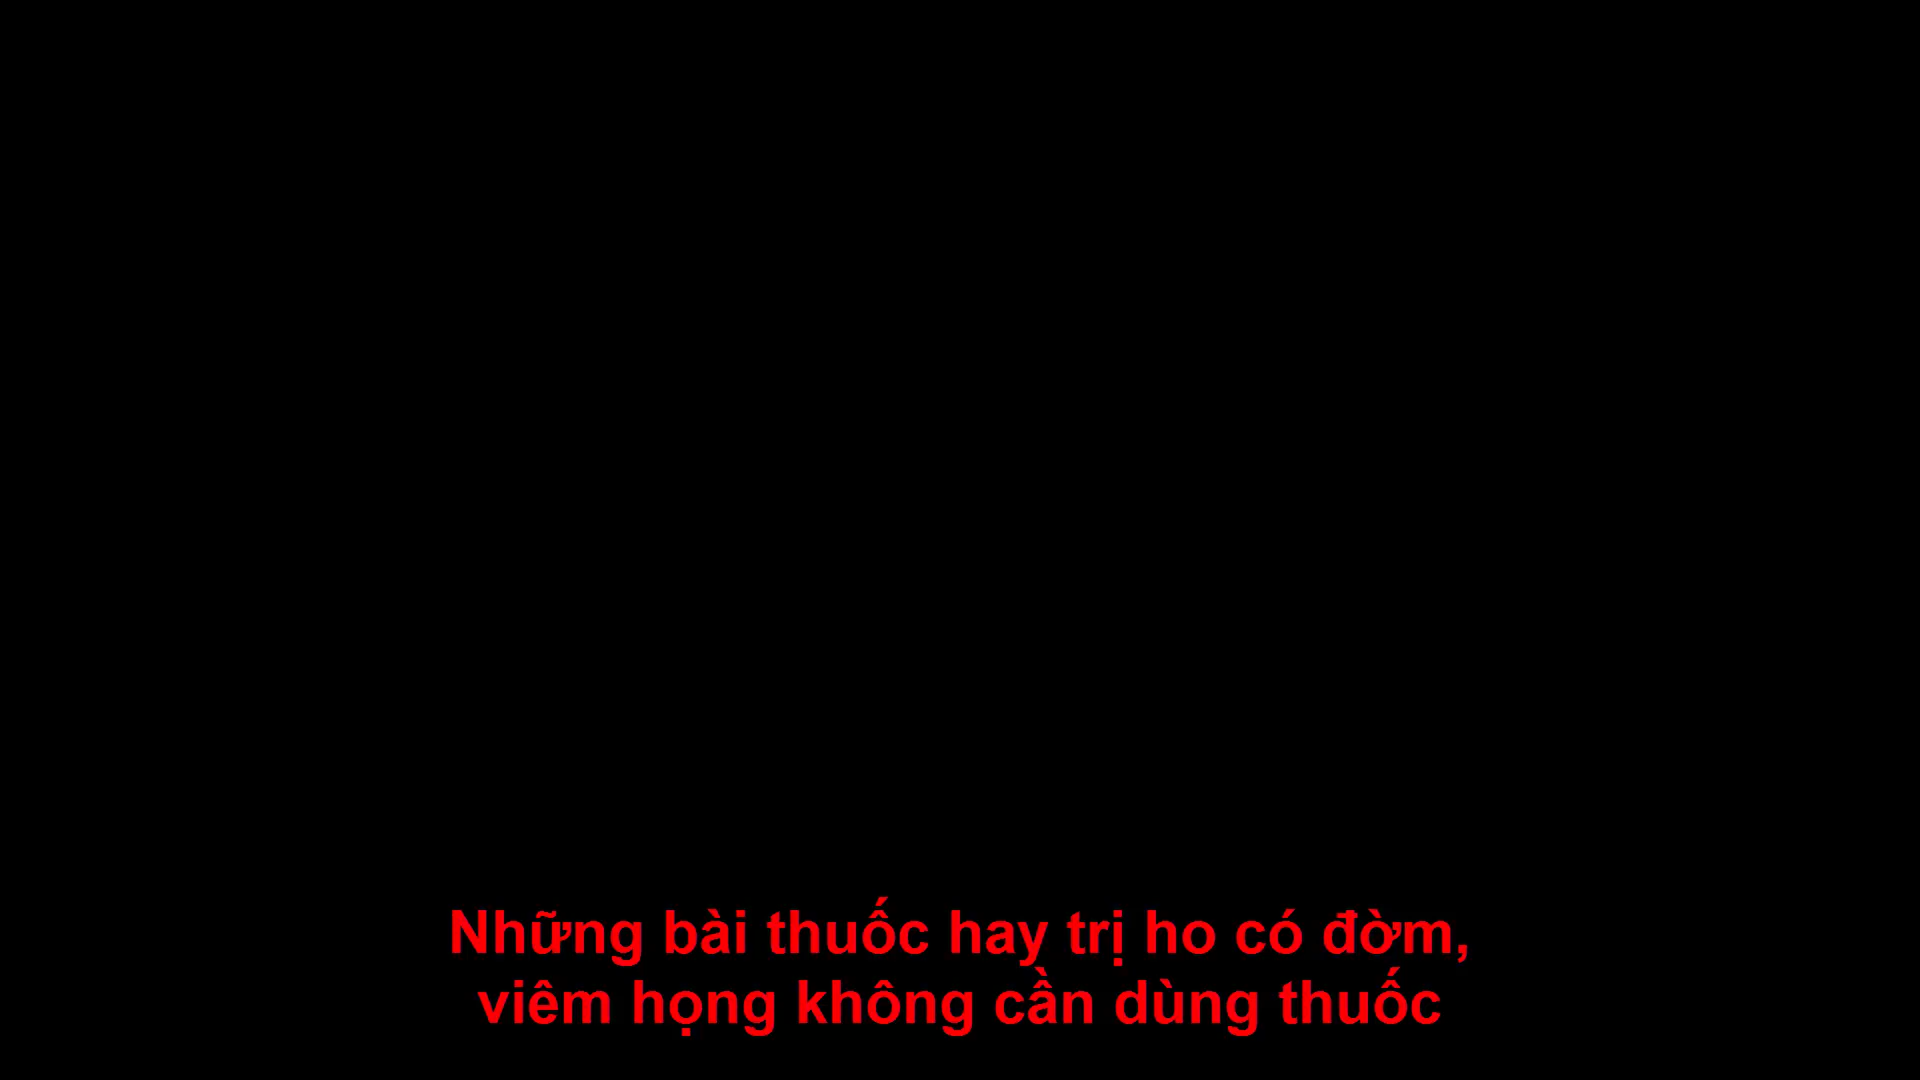 Những bài thuốc hay trị ho có đờm,
viêm họng không cần dùng thuốc